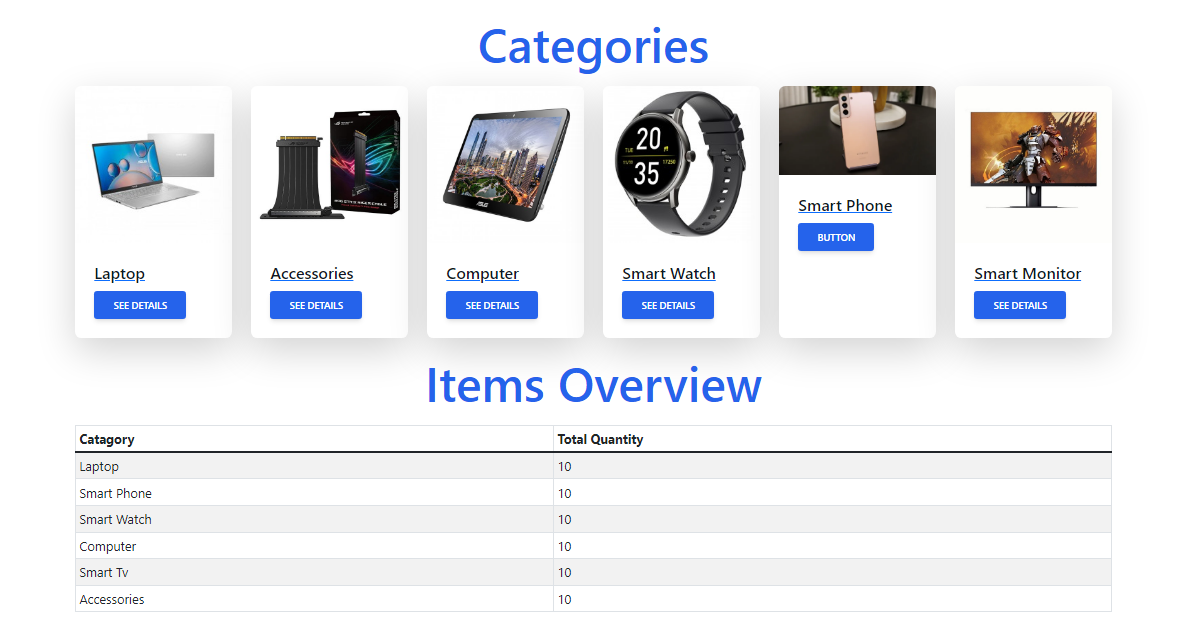 Categories
20
35
Laptop
Accessories
Computer
Smart Watch
Smart Phone
Smart Monitor
SEE DETAILS
SEE DETAILS
SEE DETAILS
SEE DETAILS
BUTTON
SEE DETAILS
Items Overview
Catagory Total Quantity
Laptop 10
Smart Phone 10
Smart Watch 10
Computer 10
Smart Tv 10
Accessories 10